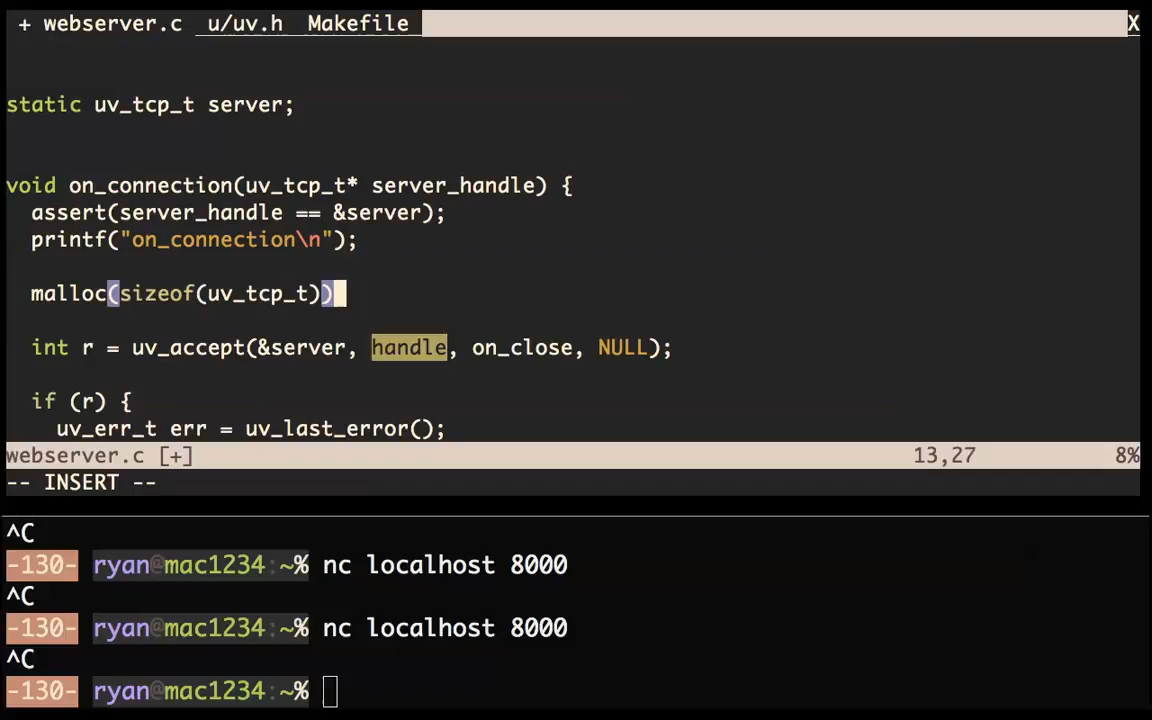 + webserver.c u/uv.h Makefile X
static uv_tcp_t server;
void on_connection(uv_tcp_t* server_handle) {
assert(server_handle == &server);
printf("on_connection\n");
malloc(sizeof(uv_tcp_t))
int r = uv_accept(&server, handle, on_close, NULL);
if (r) {
uv_err_t err = uv_last_error();
webserver.c [+] 13,27 8%
-- INSERT --
^C
-130- ryan@mac1234:~% nc localhost 8000
^C
-130- ryan@mac1234:~% nc localhost 8000
^C
-130- ryan@mac1234:~%